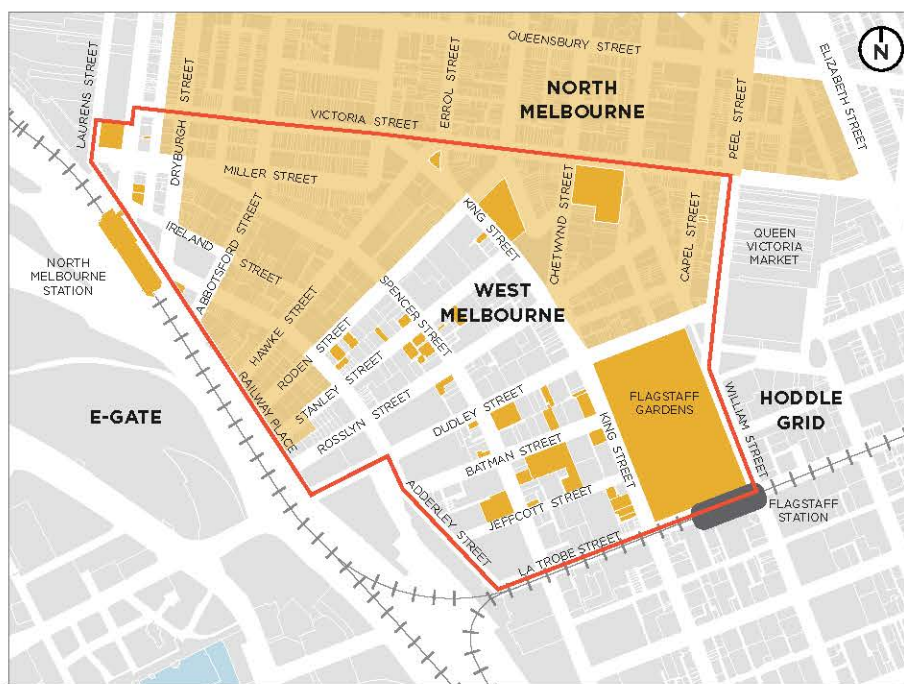 QUEENSBURY STREET
N
ELIZABETH STREET
NORTH
MELBOURNE
LAURENS STREET
DRYBURGH STREET
VICTORIA STREET
ERROL STREET
PEEL STREET
MILLER STREET
KING STREET
CHETWYND STREET
CAPEL STREET
QUEEN
VICTORIA
MARKET
IRELAND STREET
ABBOTSFORD STREET
NORTH
MELBOURNE
STATION
HAWKE STREET
SPENCER STREET
WEST
MELBOURNE
RODEN STREET
STANLEY STREET
RAILWAY PLACE
ROSSLYN STREET
DUDLEY STREET
E-GATE
FLAGSTAFF
GARDENS
HODDLE
GRID
WILLIAM STREET
BATMAN STREET
KING STREET
ADDERLEY STREET
JEFFCOTT STREET
FLAGSTAFF
STATION
LA TROBE STREET